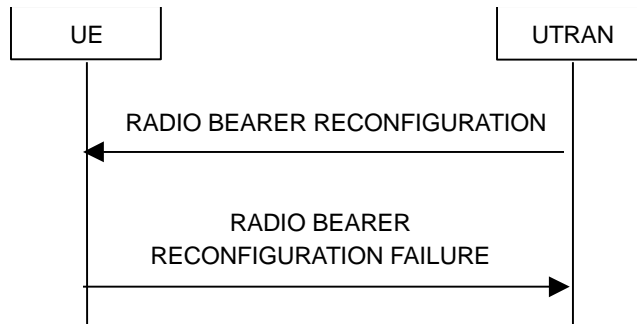 UE
UTRAN
RADIO BEARER RECONFIGURATION
RADIO BEARER
RECONFIGURATION FAILURE